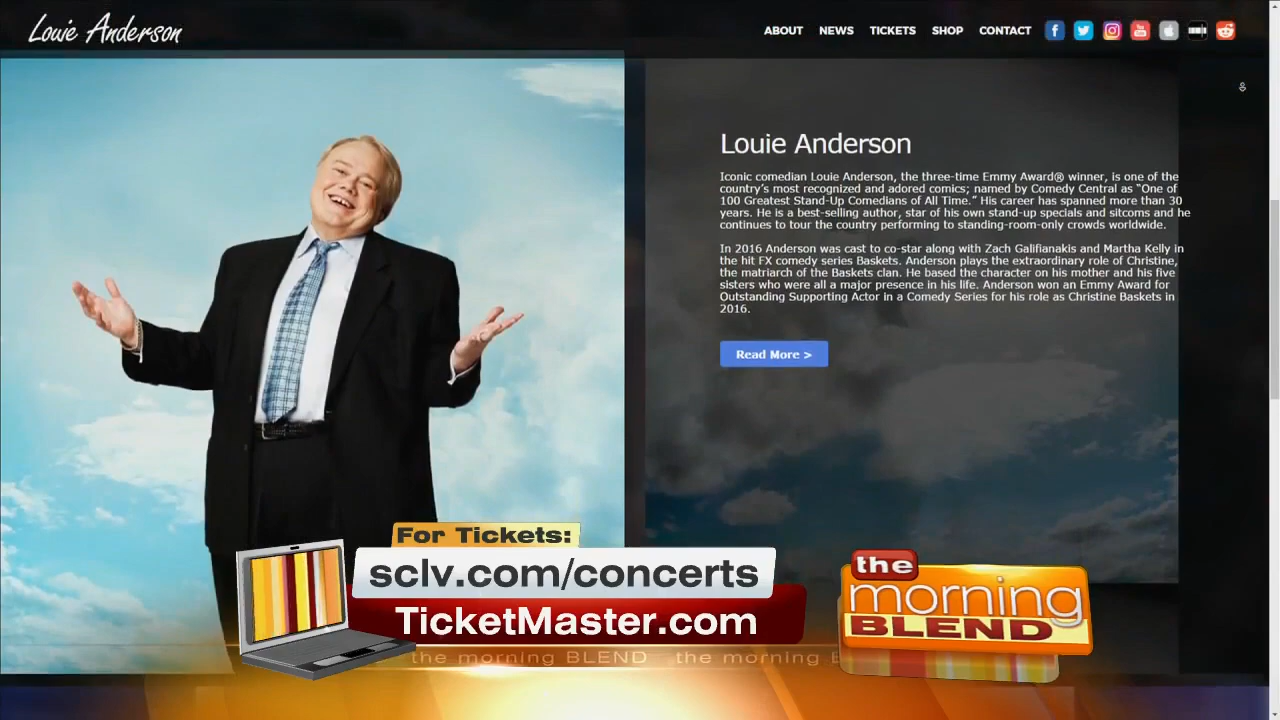 Louie Anderson
ABOUT NEWS TICKETS SHOP CONTACT
Louie Anderson
Iconic comedian Louie Anderson, the three-time Emmy Award® winner, is one of the
country's most recognized and adored comics; named by Comedy Central as "One of
100 Greatest Stand-Up Comedians of All Time." His career has spanned more than 30
years. He is a best-selling author, star of his own stand-up specials and sitcoms and he
continues to tour the country performing to standing-room-only crowds worldwide.
In 2016 Anderson was cast to co-star along with Zach Galifianakis and Martha Kelly in
the hit FX comedy series Baskets. Anderson plays the extraordinary role of Christine,
the matriarch of the Baskets clan. He based the character on his mother and his five
sisters who were all a major presence in his life. Anderson won an Emmy Award for
Outstanding Supporting Actor in a Comedy Series for his role as Christine Baskets in
2016.
Read More >
For Tickets:
sclv.com/concerts
TicketMaster.com
the
morning
BLEND
the morning BLEND the morning B